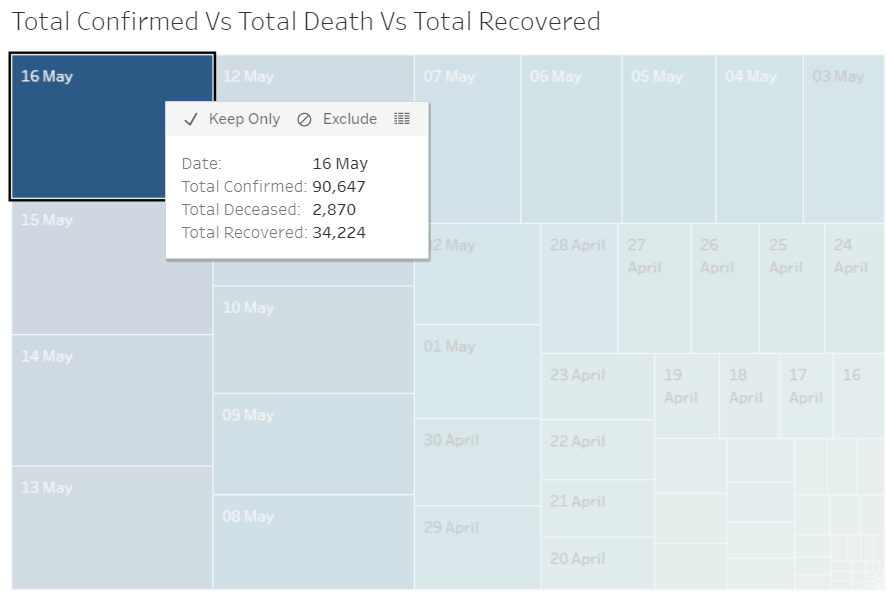 Total Confirmed Vs Total Death Vs Total Recovered
16 May
12 May
07 May
06 May
05 May
04 May
03 May
Keep Only
Exclude
Date: 16 May
Total Confirmed: 90,647
Total Deceased: 2,870
Total Recovered: 34,224
15 May
02 May
28 April
27
April
26
April
25
April
24
April
10 May
01 May
14 May
23 April
19
April
18
April
17
April
16
09 May
30 April
22 April
13 May
21 April
08 May
29 April
20 April